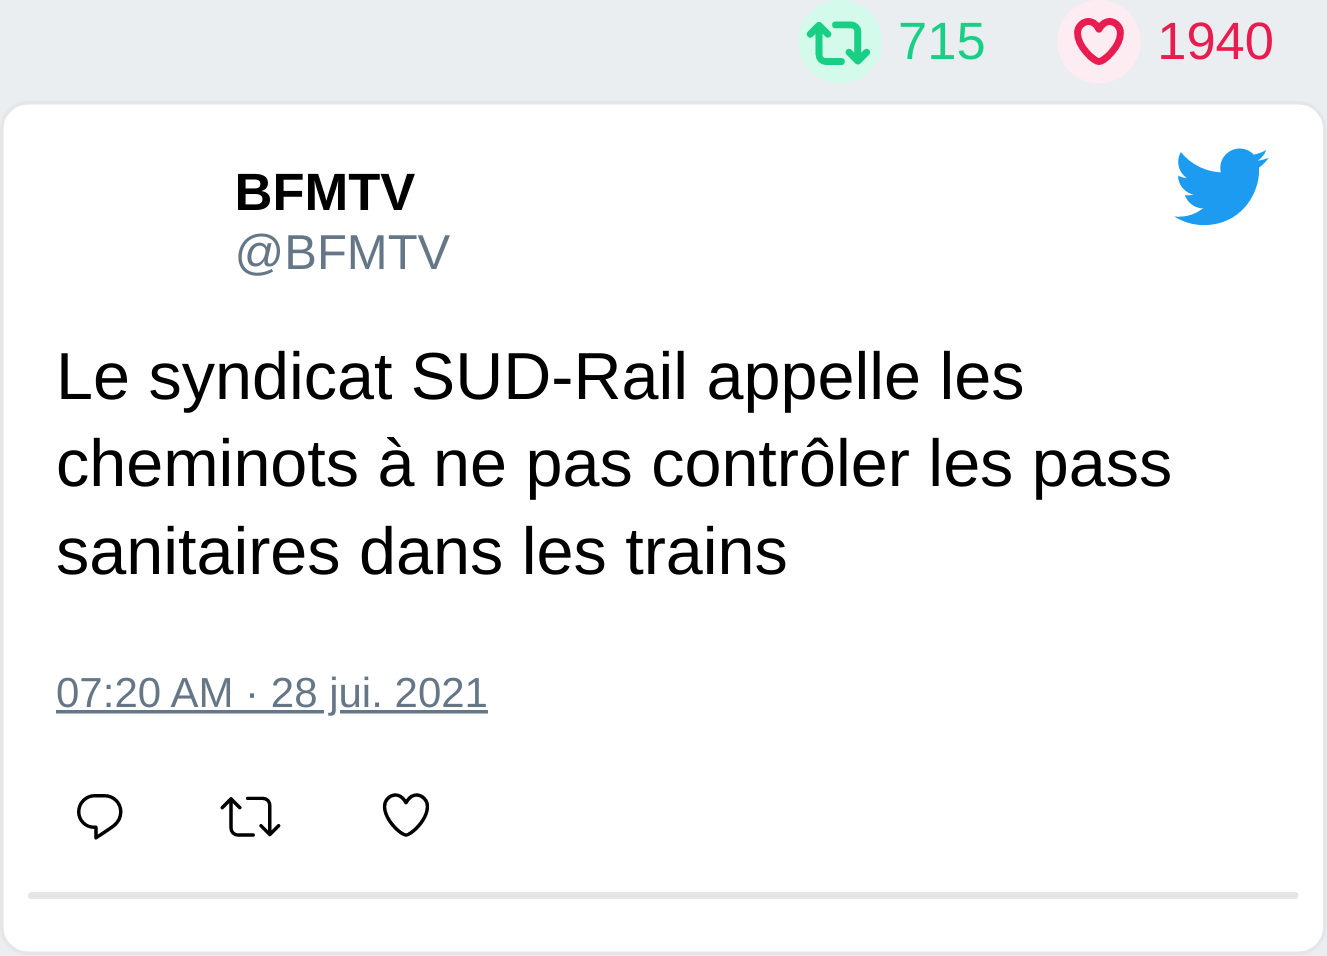 715 1940
BFMTV
@BFMTV
Le syndicat SUD-Rail appelle les
cheminots à ne pas contrôler les pass
sanitaires dans les trains
07:20 AM · 28 jui. 2021